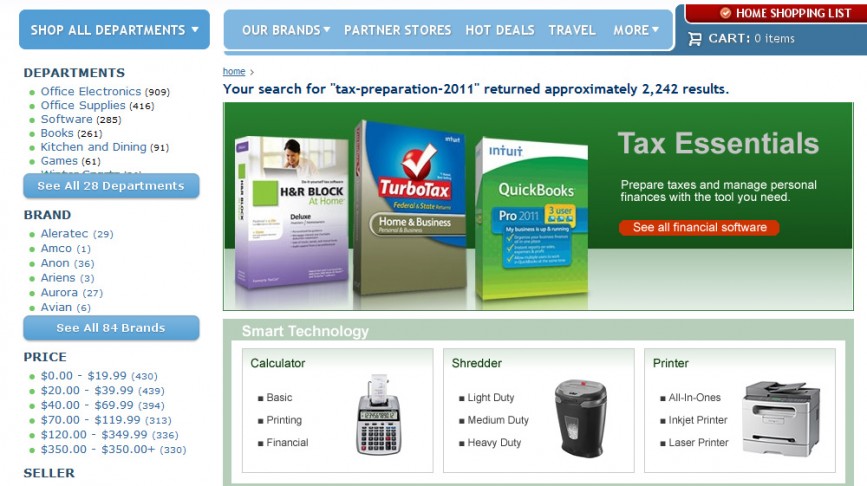 SHOP ALL DEPARTMENTS
OUR BRANDS
PARTNER STORES
HOT DEALS
TRAVEL
MORE
HOME SHOPPING LIST
CART: 0 items
DEPARTMENTS
Office Electronics (909)
Office Supplies (416)
Software (285)
Books (261)
Kitchen and Dining (91)
Games (61)
See All 28 Departments
BRAND
Aleratec (29)
Amco (1)
Anon (36)
Ariens (3)
Aurora (27)
Avian (6)
See All 84 Brands
PRICE
$0.00 - $19.99 (430)
$20.00 - $39.99 (439)
$40.00 - $69.99 (394)
$70.00 - $119.99 (313)
$120.00 - $349.99 (336)
$350.00 - $350.00+ (330)
SELLER
home ›
Your search for "tax-preparation-2011" returned approximately 2,242 results.
H&R BLOCK
At Home
Deluxe
intuit
TurboTax
Federal & State Returns
Home & Business
Personal & Business
intuit
QuickBooks
Pro 2011
3 user
My business is up & running
Tax Essentials
Prepare taxes and manage personal
finances with the tool you need.
See all financial software
Smart Technology
Calculator
Basic
Printing
Financial
Shredder
Light Duty
Medium Duty
Heavy Duty
Printer
All-In-Ones
Inkjet Printer
Laser Printer